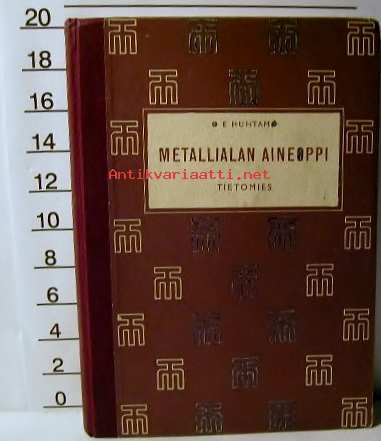 20
18
16
14
12
10
8
6
4
2
0
O E HUHTAMO
METALLIALAN AINEOPPI
Antikvariaatti.net
TIETOMIES